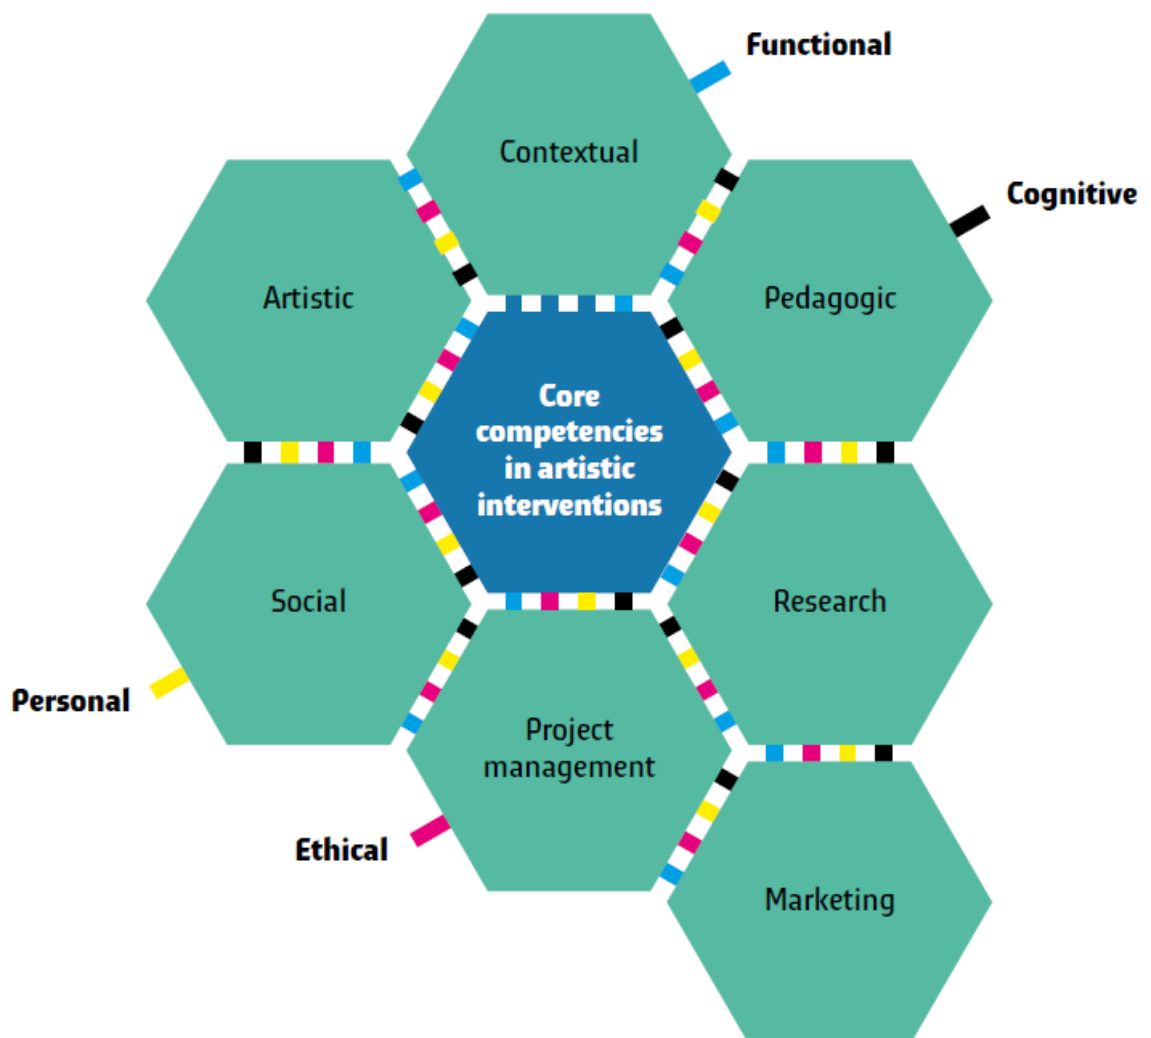 Functional
Contextual
Cognitive
Artistic
Pedagogic
Core
competencies
in artistic
interventions
Social
Research
Personal
Project
management
Ethical
Marketing